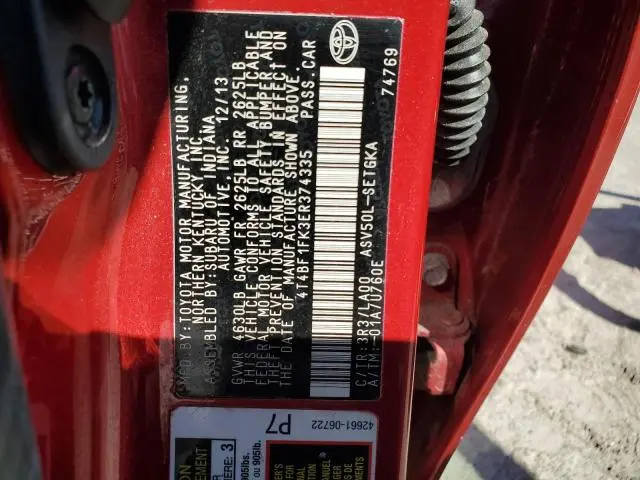 MFD. BY: TOYOTA MOTOR MANUFACTURING,
NORTHERN KENTUCKY, INC.
ASSEMBLED BY: SUBARU OF INDIANA
AUTOMOTIVE, INC. 12/13
GVWR 4630LB GAWR FR 2625LB RR 2625LB
THIS VEHICLE CONFORMS TO ALL APPLICABLE
FEDERAL MOTOR VEHICLE SAFETY, BUMPER, AND
THEFT PREVENTION STANDARDS IN EFFECT ON
THE DATE OF MANUFACTURE SHOWN ABOVE.
4T4BF1FK3ER374335 PASS.CAR
C/TR:3R3/LA00 ASV50L-SETGKA
A/TM:-01A/U760E
74769
TOYOTA
42661-06722
P7